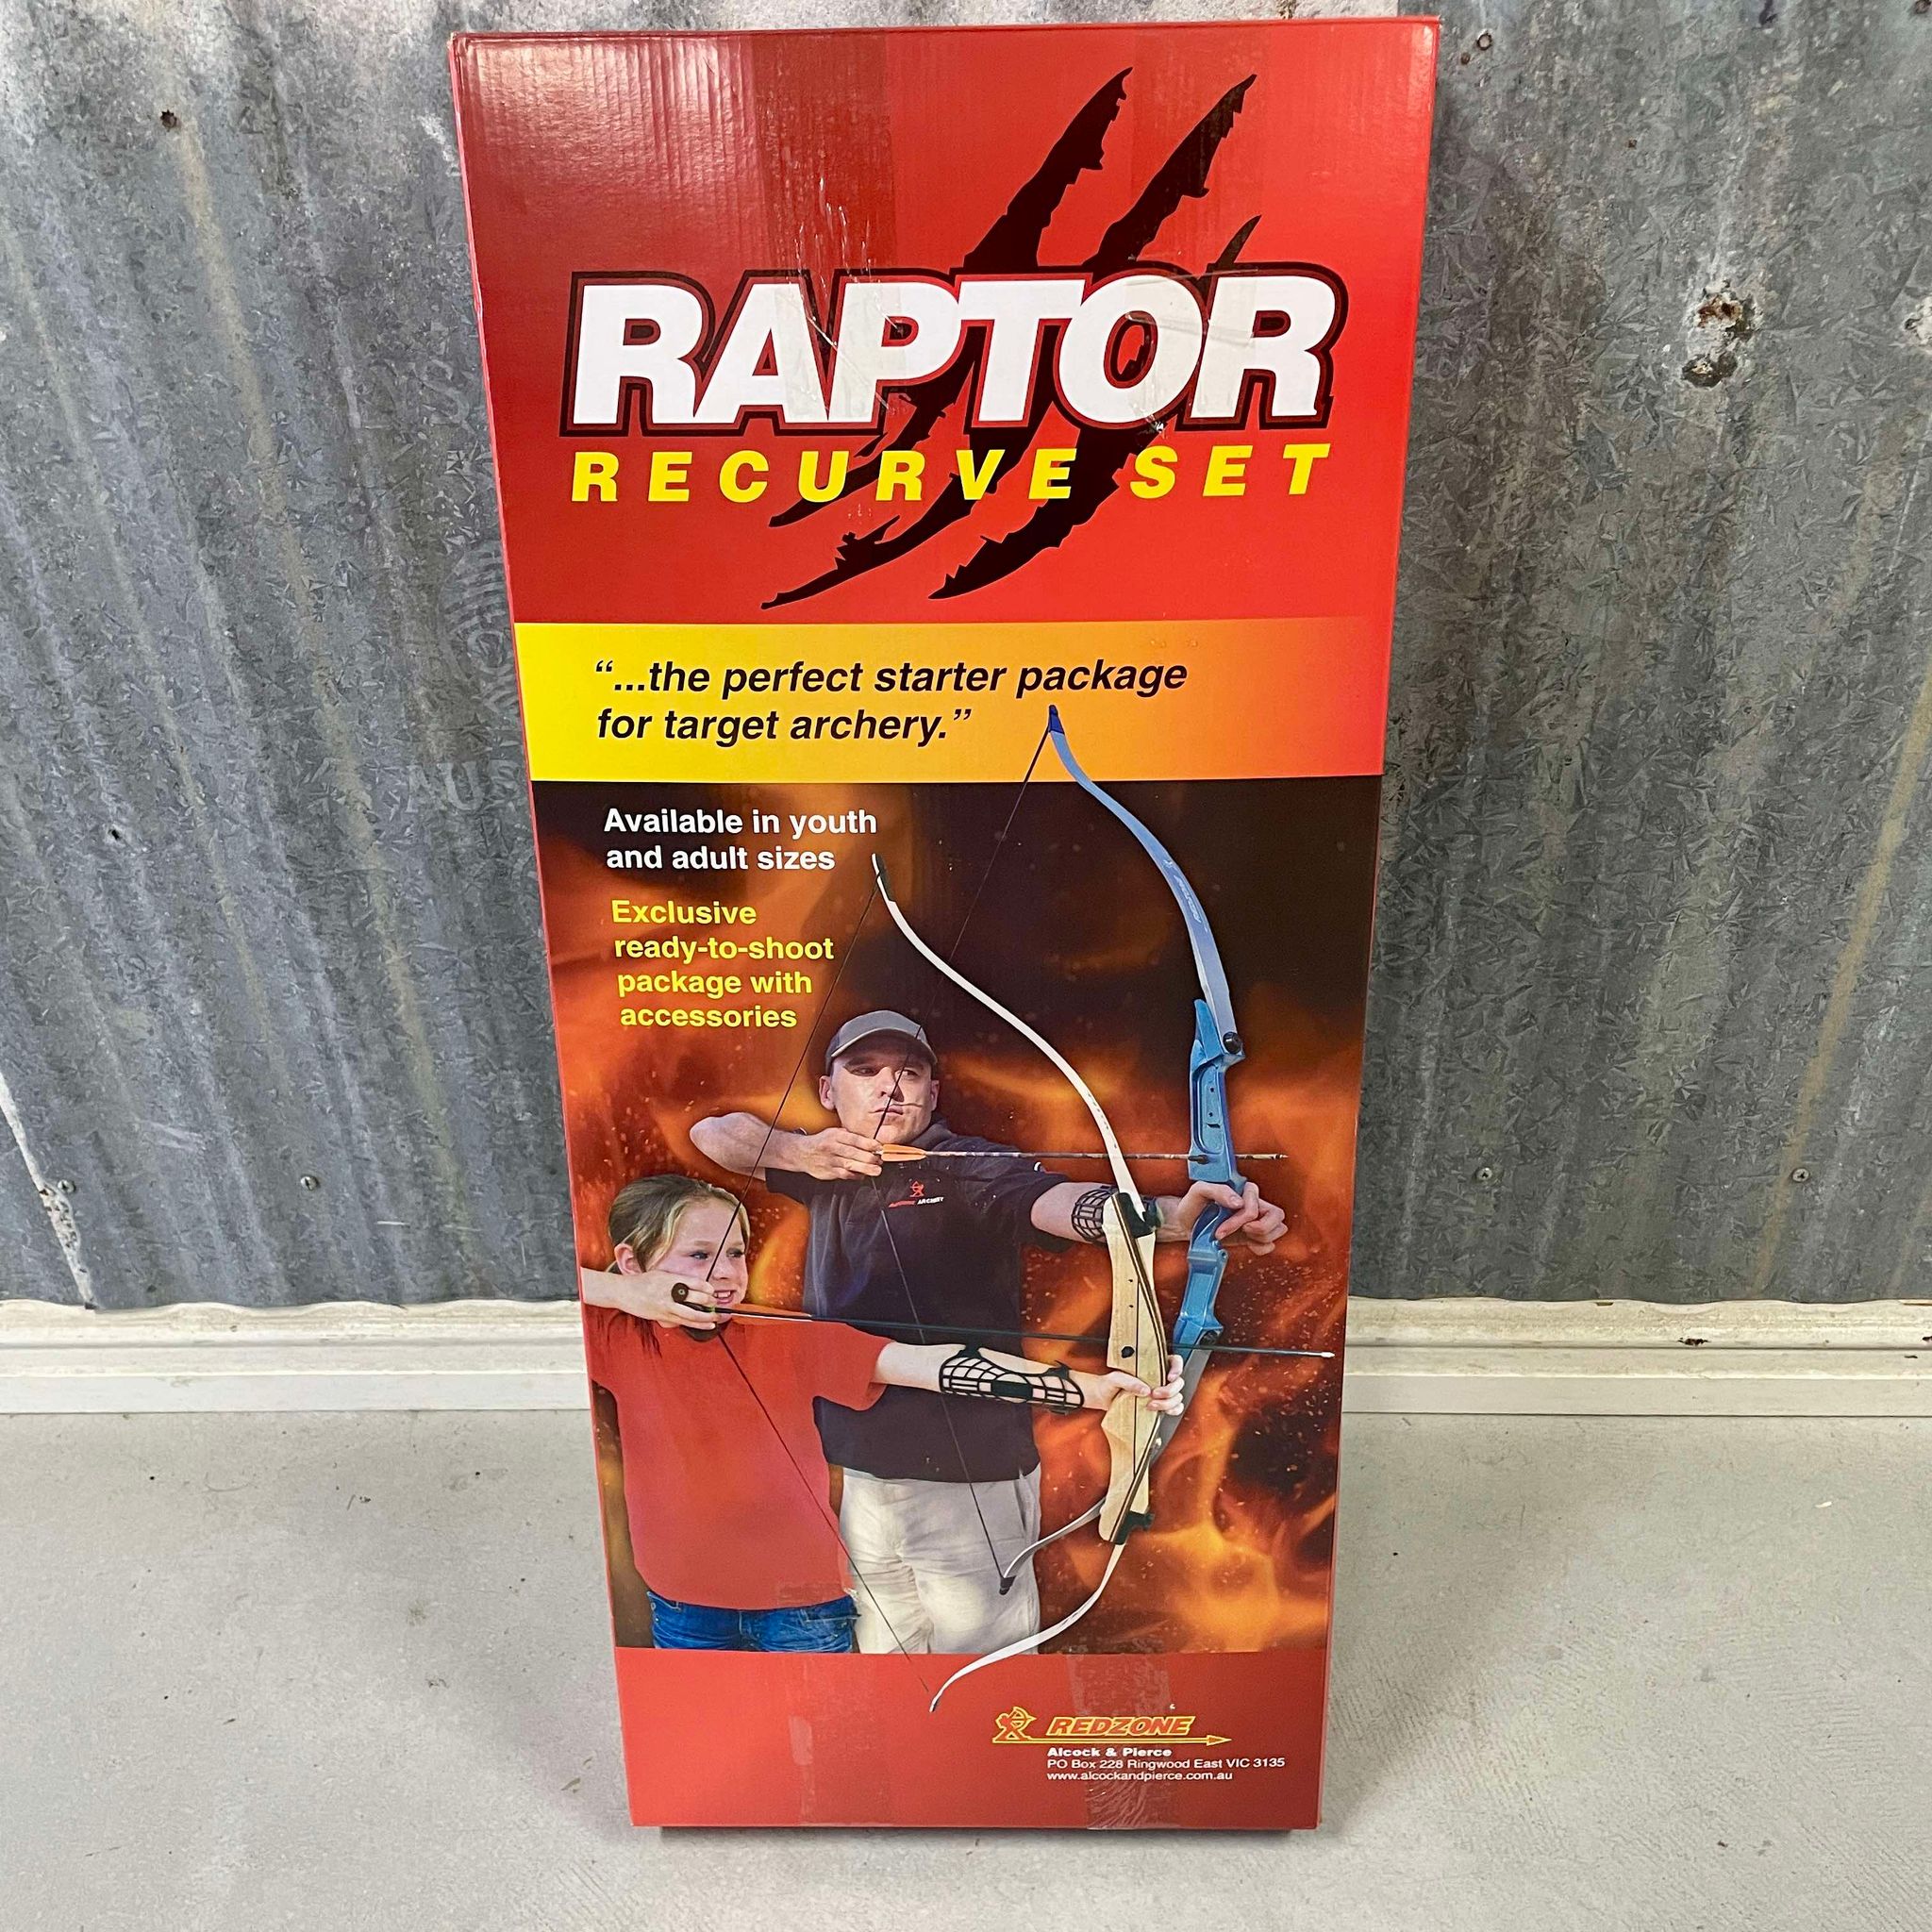 RAPTOR
RECURVE SET
“...the perfect starter package
for target archery.”
Available in youth
and adult sizes
Exclusive
ready-to-shoot
package with
accessories
ARCHERY
REDZONE
Alcock & Pierce
PO Box 228 Ringwood East VIC 3135
www.alcockandpierce.com.au